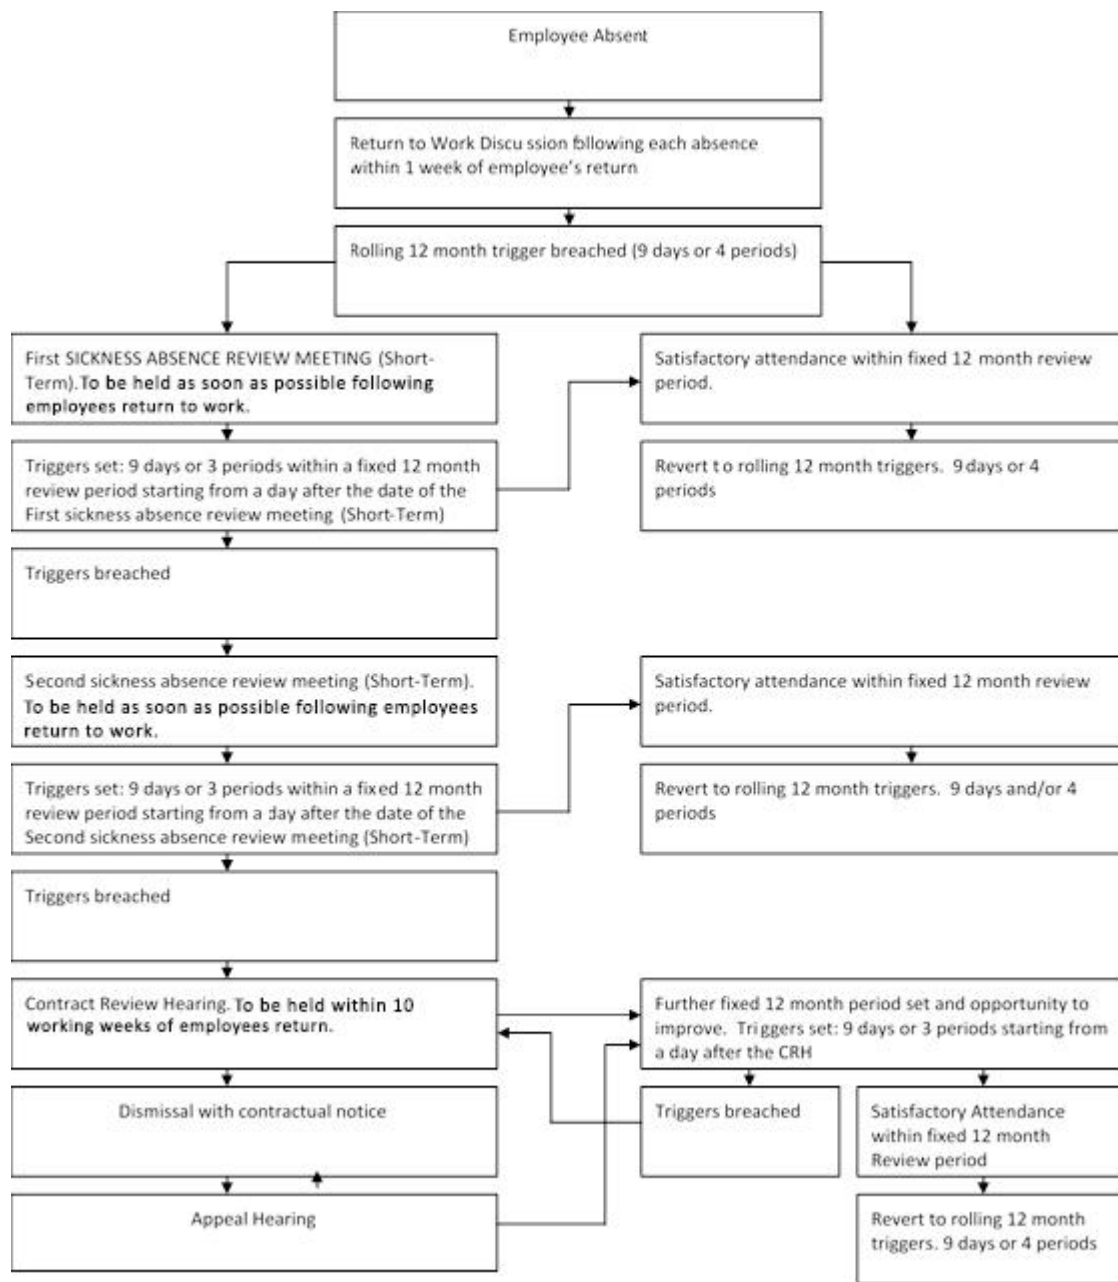 Employee Absent
Return to Work Discu ssion following each absence
within 1 week of employee's return
Rolling 12 month trigger breached (9 days or 4 periods)
First SICKNESS ABSENCE REVIEW MEETING (Short-
Term).To be held as soon as possible following
employees return to work.
Satisfactory attendance within fixed 12 month review
period.
Triggers set: 9 days or 3 periods within a fixed 12 month
review period starting from a day after the date of the
First sickness absence review meeting (Short-Term)
Revert to rolling 12 month triggers. 9 days or 4
periods
Triggers breached
Second sickness absence review meeting (Short-Term).
To be held as soon as possible following employees
return to work.
Satisfactory attendance within fixed 12 month review
period.
Triggers set: 9 days or 3 periods within a fixed 12 month
review period starting from a day after the date of the
Second sickness absence review meeting (Short-Term)
Revert to rolling 12 month triggers. 9 days and/or 4
periods
Triggers breached
Contract Review Hearing. To be held within 10
working weeks of employees return.
Further fixed 12 month period set and opportunity to
improve. Triggers set: 9 days or 3 periods starting from
a day after the CRH
Dismissal with contractual notice
Triggers breached
Satisfactory Attendance
within fixed 12 month
Review period
Appeal Hearing
Revert to rolling 12 month
triggers. 9 days or 4 periods